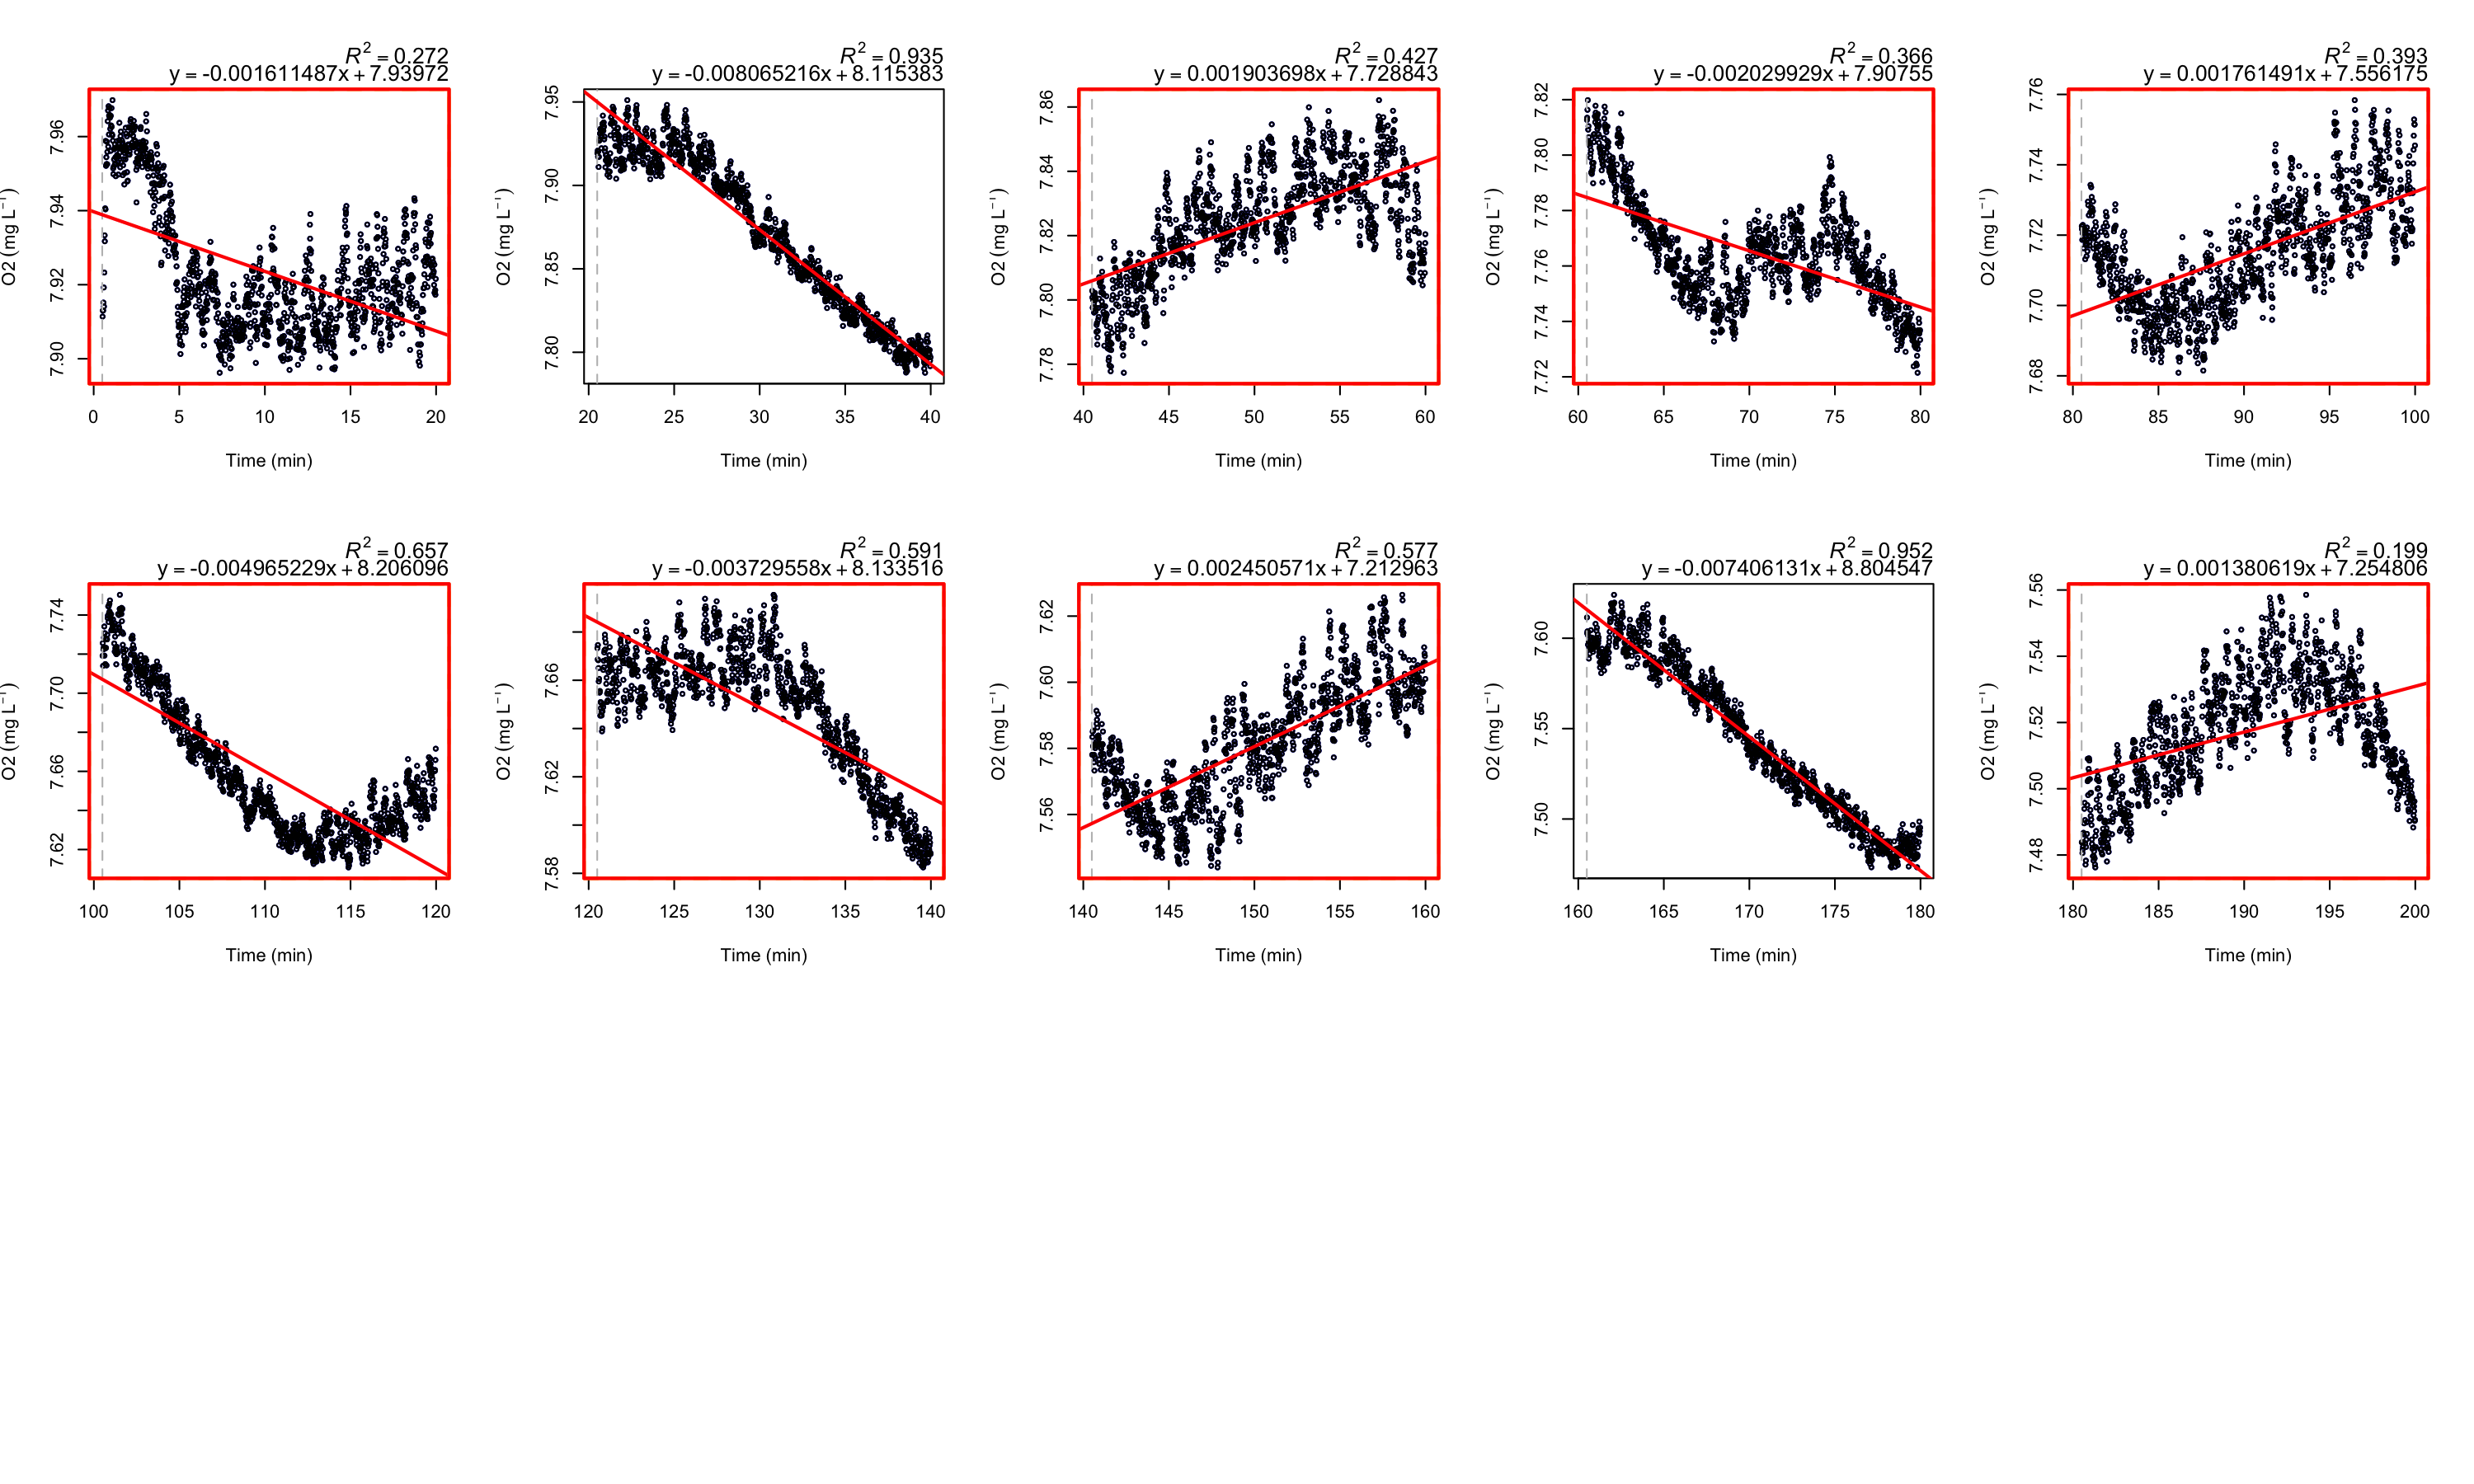 R² = 0.272
y = -0.001611487x + 7.93972
O2 (mg L⁻¹)
7.90 7.92 7.94 7.96
0 5 10 15 20
Time (min)
R² = 0.935
y = -0.008065216x + 8.115383
O2 (mg L⁻¹)
7.80 7.85 7.90 7.95
20 25 30 35 40
Time (min)
R² = 0.427
y = 0.001903698x + 7.728843
O2 (mg L⁻¹)
7.78 7.80 7.82 7.84 7.86
40 45 50 55 60
Time (min)
R² = 0.366
y = -0.002029929x + 7.90755
O2 (mg L⁻¹)
7.72 7.74 7.76 7.78 7.80 7.82
60 65 70 75 80
Time (min)
R² = 0.393
y = 0.001761491x + 7.556175
O2 (mg L⁻¹)
7.68 7.70 7.72 7.74 7.76
80 85 90 95 100
Time (min)
R² = 0.657
y = -0.004965229x + 8.206096
O2 (mg L⁻¹)
7.62 7.66 7.70 7.74
100 105 110 115 120
Time (min)
R² = 0.591
y = -0.003729558x + 8.133516
O2 (mg L⁻¹)
7.58 7.62 7.66
120 125 130 135 140
Time (min)
R² = 0.577
y = 0.002450571x + 7.212963
O2 (mg L⁻¹)
7.56 7.58 7.60 7.62
140 145 150 155 160
Time (min)
R² = 0.952
y = -0.007406131x + 8.804547
O2 (mg L⁻¹)
7.50 7.55 7.60
160 165 170 175 180
Time (min)
R² = 0.199
y = 0.001380619x + 7.254806
O2 (mg L⁻¹)
7.48 7.50 7.52 7.54 7.56
180 185 190 195 200
Time (min)